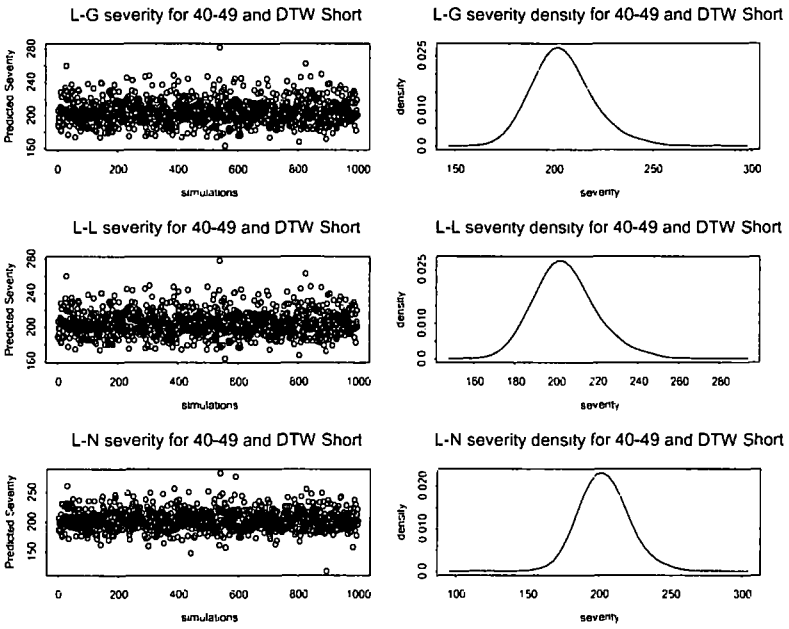 L-G severity for 40-49 and DTW Short
Predicted Severity
280
240
200
150
0 200 400 600 800 1000
simulations
L-G severity density for 40-49 and DTW Short
density
0.025
0.010
0.0
150 200 250 300
severity
L-L severity for 40-49 and DTW Short
Predicted Severity
280
240
200
160
0 200 400 600 800 1000
simulations
L-L severity density for 40-49 and DTW Short
density
0.025
0.010
0.0
160 180 200 220 240 260 280
severity
L-N severity for 40-49 and DTW Short
Predicted Severity
250
200
150
0 200 400 600 800 1000
simulations
L-N severity density for 40-49 and DTW Short
density
0.020
0.010
0.0
100 150 200 250 300
severity